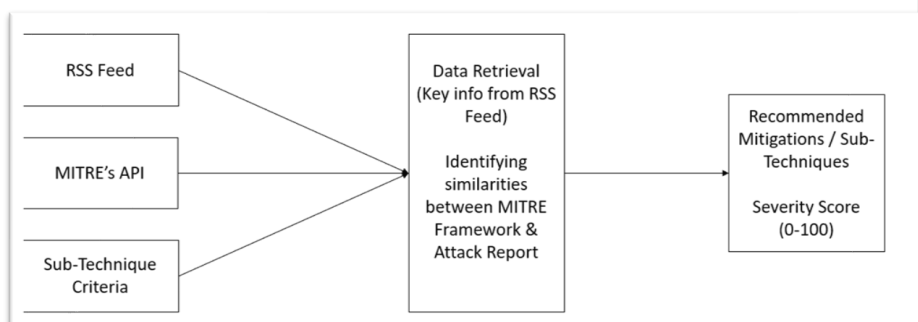 RSS Feed
MITRE's API
Sub-Technique
Criteria
Data Retrieval
(Key info from RSS
Feed)
Identifying
similarities
between MITRE
Framework &
Attack Report
Recommended
Mitigations / Sub-
Techniques
Severity Score
(0-100)